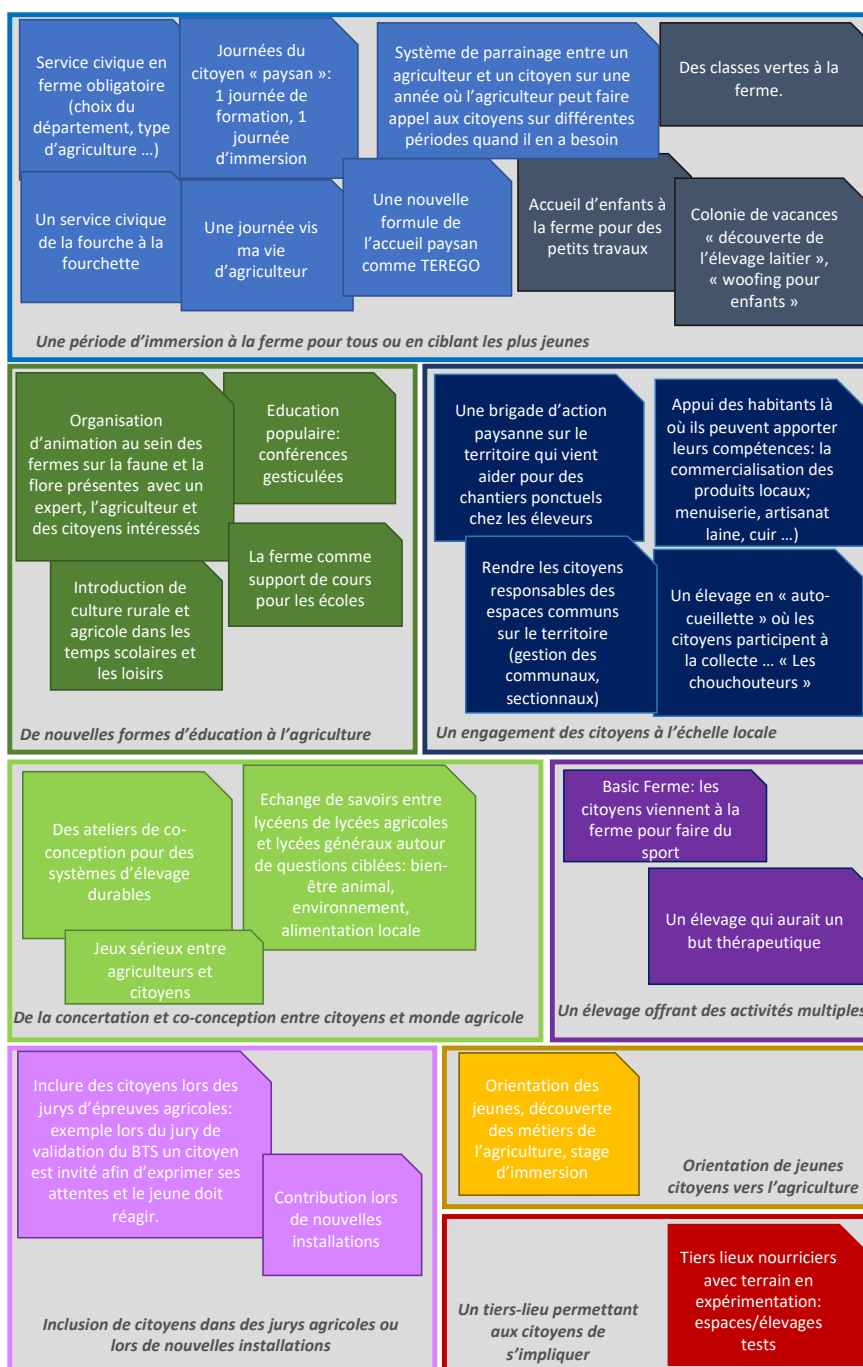 Service civique en
ferme obligatoire
(choix du
département, type
d'agriculture …)
Journées du
citoyen « paysan »:
1 journée de
formation, 1
journée
d'immersion
Système de parrainage entre un
agriculteur et un citoyen sur une
année où l'agriculteur peut faire
appel aux citoyens sur différentes
périodes quand il en a besoin
Des classes vertes à la
ferme.
Un service civique
de la fourche à la
fourchette
Une journée vis
ma vie
d'agriculteur
Une nouvelle
formule de
l'accueil paysan
comme TEREGO
Accueil d'enfants à
la ferme pour des
petits travaux
Colonie de vacances
« découverte de
l'élevage laitier »,
« woofing pour
enfants »
Une période d'immersion à la ferme pour tous ou en ciblant les plus jeunes
Organisation
d'animation au sein des
fermes sur la faune et la
flore présentes avec un
expert, l'agriculteur et
des citoyens intéressés
Education
populaire:
conférences
gesticulées
La ferme comme
support de cours
pour les écoles
Introduction de
culture rurale et
agricole dans les
temps scolaires et
les loisirs
De nouvelles formes d'éducation à l'agriculture
Une brigade d'action
paysanne sur le
territoire qui vient
aider pour des
chantiers ponctuels
chez les éleveurs
Appui des habitants là
où ils peuvent apporter
leurs compétences: la
commercialisation des
produits locaux;
menuiserie, artisanat
laine, cuir …)
Rendre les citoyens
responsables des
espaces communs
sur le territoire
(gestion des
communaux,
sectionnaux)
Un élevage en « auto-
cueillette » où les
citoyens participent à
la collecte … « Les
chouchouteurs »
Un engagement des citoyens à l'échelle locale
Des ateliers de co-
conception pour des
systèmes d'élevage
durables
Echange de savoirs entre
lycéens de lycées agricoles
et lycées généraux autour
de questions ciblées: bien-
être animal,
environnement,
alimentation locale
Jeux sérieux entre
agriculteurs et
citoyens
De la concertation et co-conception entre citoyens et monde agricole
Basic Ferme: les
citoyens viennent à la
ferme pour faire du
sport
Un élevage qui aurait un
but thérapeutique
Un élevage offrant des activités multiples
Inclure des citoyens lors des
jurys d'épreuves agricoles:
exemple lors du jury de
validation du BTS un citoyen
est invité afin d'exprimer ses
attentes et le jeune doit
réagir.
Contribution lors
de nouvelles
installations
Inclusion de citoyens dans des jurys agricoles ou
lors de nouvelles installations
Orientation des
jeunes, découverte
des métiers de
l'agriculture, stage
d'immersion
Orientation de jeunes
citoyens vers l'agriculture
Un tiers-lieu permettant
aux citoyens de
s'impliquer
Tiers lieux nourriciers
avec terrain en
expérimentation:
espaces/élevages
tests